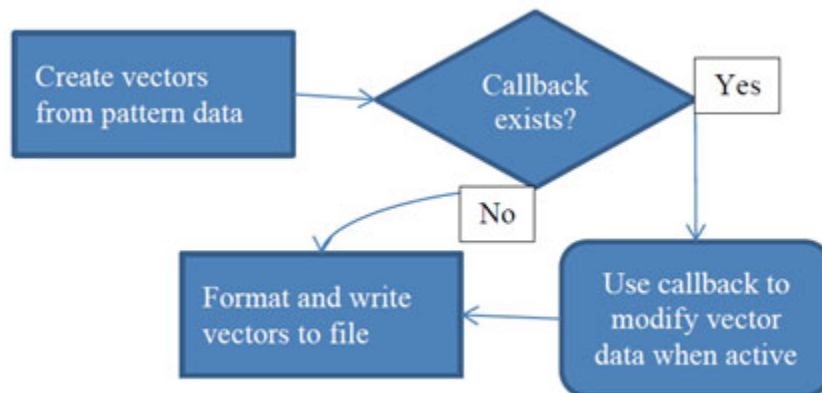 Create vectors
from pattern data
Callback
exists?
Yes
No
Format and write
vectors to file
Use callback to
modify vector
data when active